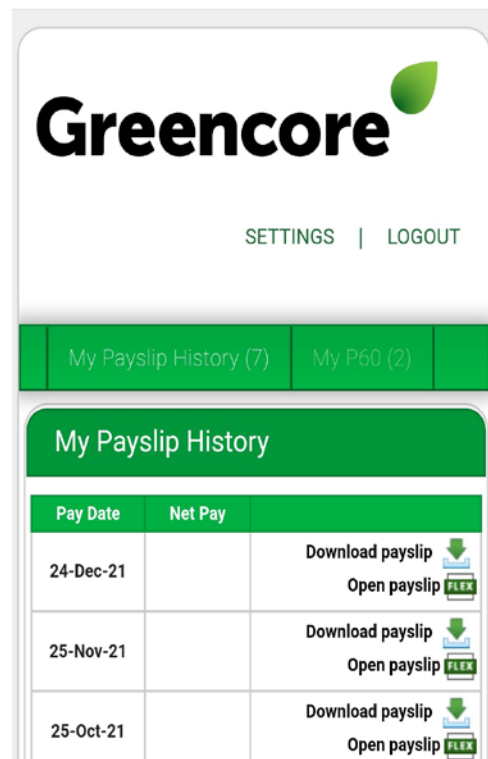 Greencore
SETTINGS | LOGOUT
My Payslip History (7) My P60 (2)
My Payslip History
Pay Date Net Pay
Download payslip
24-Dec-21
Open payslip FLEX
Download payslip
25-Nov-21
Open payslip FLEX
Download payslip
25-Oct-21
Open payslip FLEX